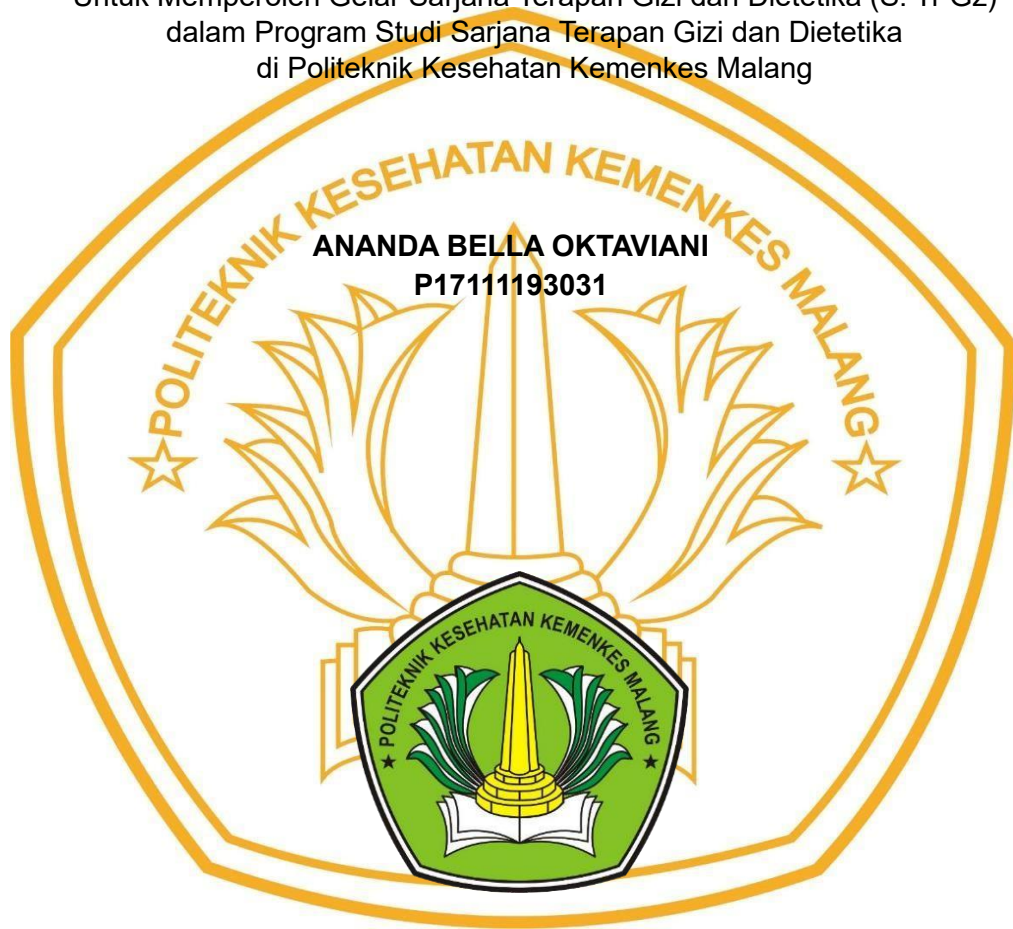 Untuk Memperoleh Gelar Sarjana Terapan Gizi dan Dietetika (S. Tr Gz)
dalam Program Studi Sarjana Terapan Gizi dan Dietetika
di Politeknik Kesehatan Kemenkes Malang
POLITEKNIK KESEHATAN KEMENKES MALANG
ANANDA BELLA OKTAVIANI
P17111193031
POLITEKNIK KESEHATAN KEMENKES MALANG